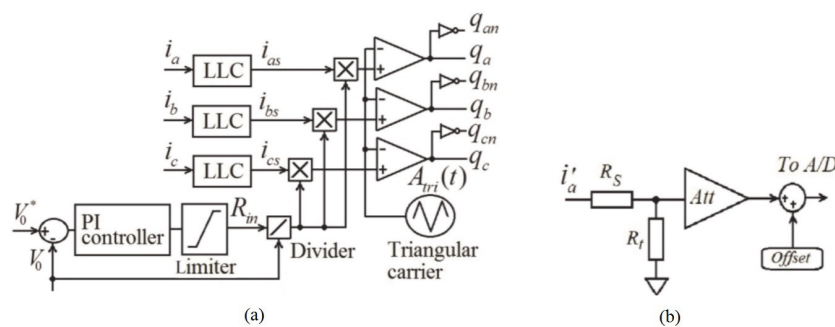 i_a LLC i_as q_an
q_a
i_b LLC i_bs q_bn
q_b
i_c LLC i_cs q_cn
q_c
A_tri(t)
V_0^* PI controller R_in
V_0 Limiter Divider Triangular carrier
(a)
i'_a R_S Att To A/D
R_t Offset
(b)